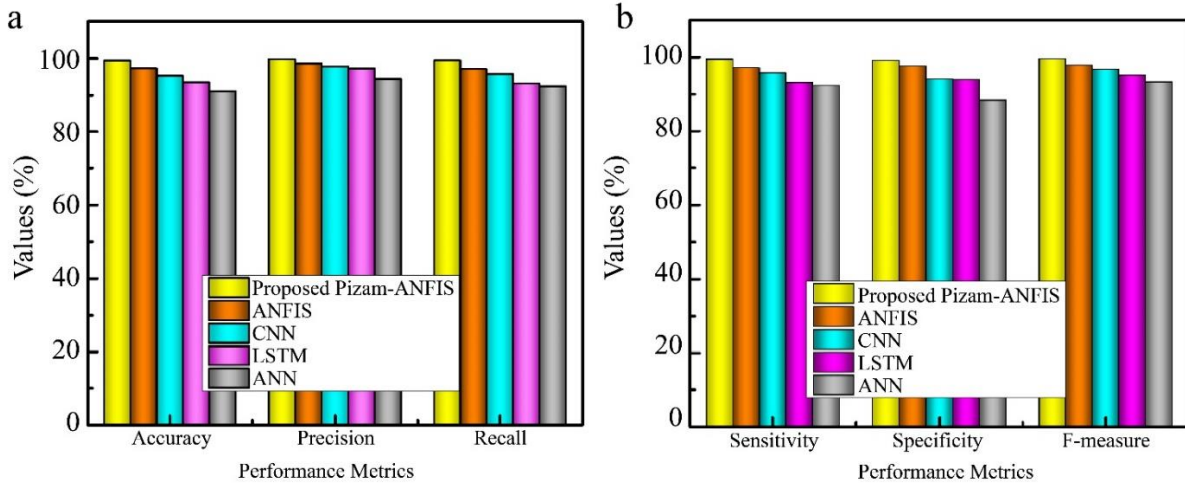 a
100
80
60
40
20
0
Values (%)
Proposed Pizam-ANFIS
ANFIS
CNN
LSTM
ANN
Accuracy Precision Recall
Performance Metrics
b
100
80
60
40
20
0
Values (%)
Proposed Pizam-ANFIS
ANFIS
CNN
LSTM
ANN
Sensitivity Specificity F-measure
Performance Metrics